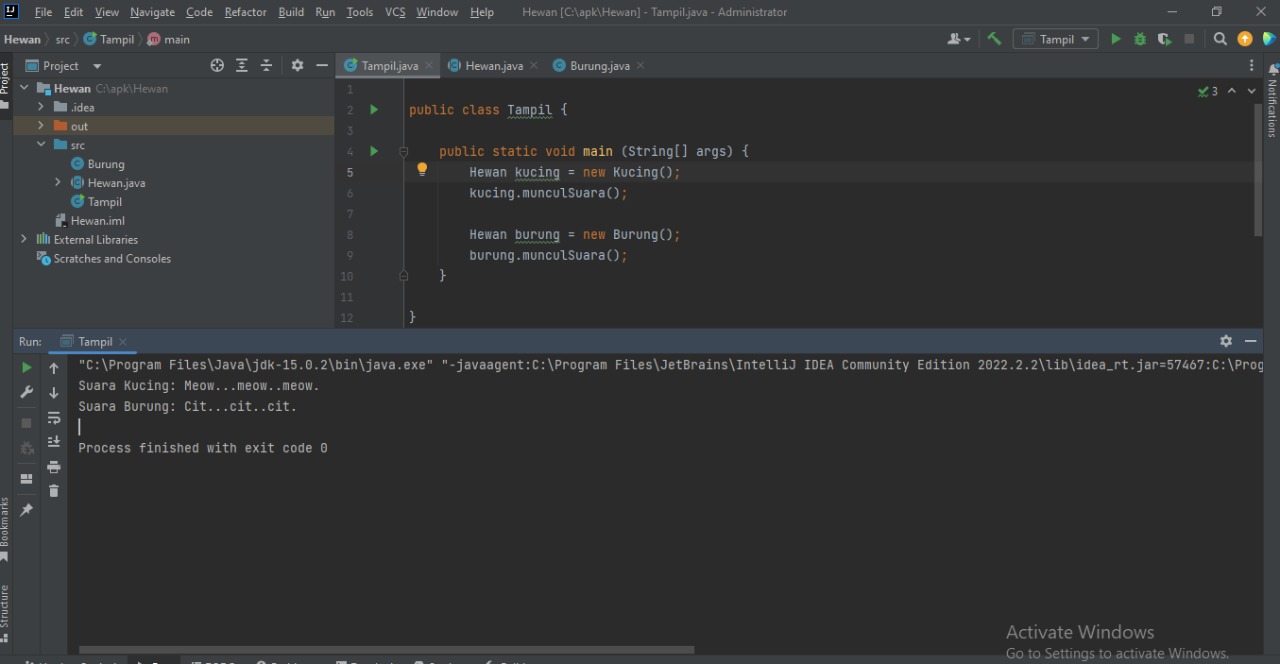 File Edit View Navigate Code Refactor Build Run Tools VCS Window Help Hewan [C:\apk\Hewan] - Tampil.java - Administrator
Hewan src Tampil main Tampil
Project
Tampil.java Hewan.java Burung.java
Project
Notifications
Hewan C:\apk\Hewan
.idea
out
src
Burung
Hewan.java
Tampil
Hewan.iml
External Libraries
Scratches and Consoles
3
1
2 public class Tampil {
3
4 public static void main (String[] args) {
5 Hewan kucing = new Kucing();
6 kucing.munculSuara();
7
8 Hewan burung = new Burung();
9 burung.munculSuara();
10 }
11
12 }
Run: Tampil
"C:\Program Files\Java\jdk-15.0.2\bin\java.exe" "-javaagent:C:\Program Files\JetBrains\IntelliJ IDEA Community Edition 2022.2.2\lib\idea_rt.jar=57467:C:\Prog
Suara Kucing: Meow...meow..meow.
Suara Burung: Cit...cit..cit.
Process finished with exit code 0
Bookmarks
Structure
Activate Windows
Go to Settings to activate Windows.